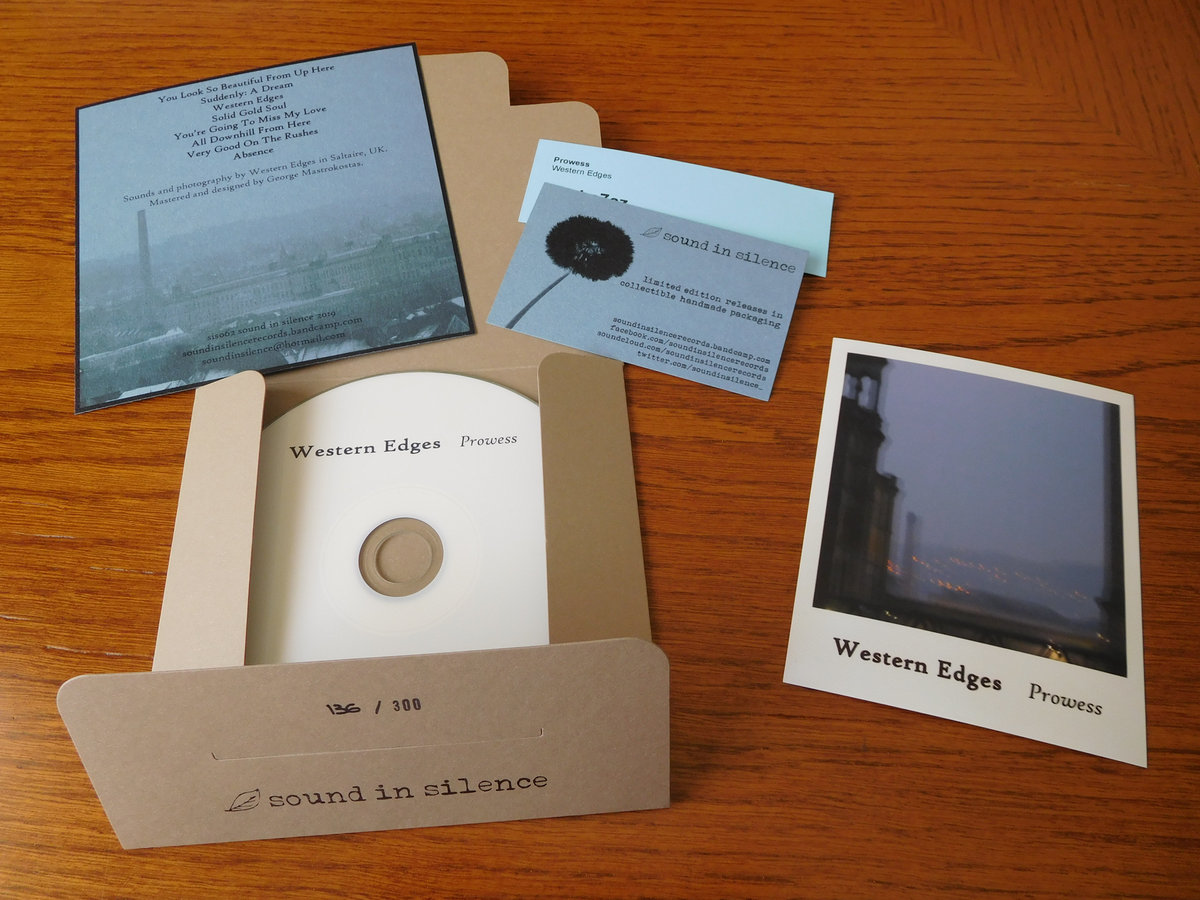 You Look So Beautiful From Up Here
Suddenly: A Dream
Western Edges
Solid Gold Soul
You're Going To Miss My Love
All Downhill From Here
Very Good On The Rushes
Absence
Sounds and photography by Western Edges in Saltaire, UK.
Mastered and designed by George Mastrokostas.
sis062 sound in silence 2019
soundinsilencerecords.bandcamp.com
soundinsilence@hotmail.com
Prowess
Western Edges
sound in silence
limited edition releases in
collectible handmade packaging
soundinsilencerecords.bandcamp.com
facebook.com/soundinsilencerecords
soundcloud.com/soundinsilencerecords
twitter.com/soundinsilence_
Western Edges Prowess
136 / 300
sound in silence
Western Edges Prowess